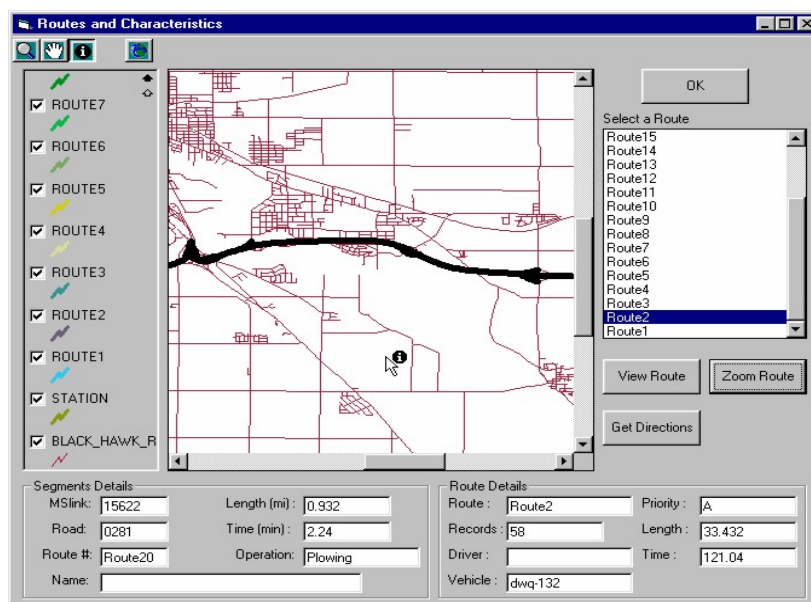 Routes and Characteristics
ROUTE7
ROUTE6
ROUTE5
ROUTE4
ROUTE3
ROUTE2
ROUTE1
STATION
BLACK_HAWK_R
OK
Select a Route
Route15
Route14
Route13
Route12
Route11
Route10
Route9
Route8
Route7
Route6
Route5
Route4
Route3
Route2
Route1
View Route
Zoom Route
Get Directions
Segments Details
MSlink: 15622 Length (mi) : 0.932
Road: 0281 Time (min) : 2.24
Route #: Route20 Operation: Plowing
Name:
Route Details
Route : Route2 Priority : A
Records : 58 Length : 33.432
Driver : Time : 121.04
Vehicle : dwq-132